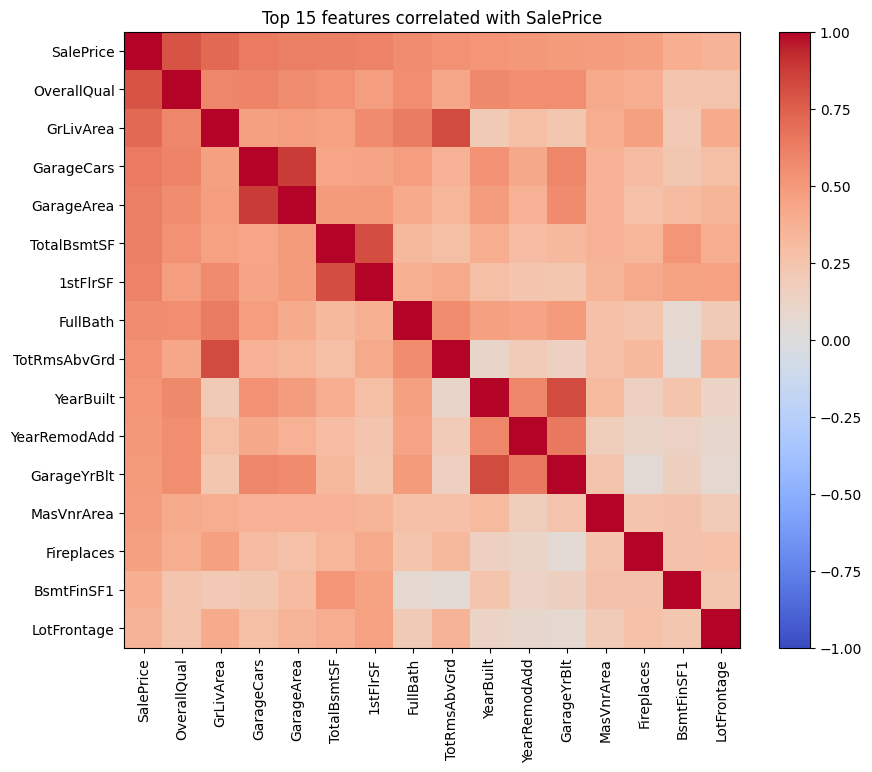 Top 15 features correlated with SalePrice
SalePrice
OverallQual
GrLivArea
GarageCars
GarageArea
TotalBsmtSF
1stFlrSF
FullBath
TotRmsAbvGrd
YearBuilt
YearRemodAdd
GarageYrBlt
MasVnrArea
Fireplaces
BsmtFinSF1
LotFrontage
SalePrice
OverallQual
GrLivArea
GarageCars
GarageArea
TotalBsmtSF
1stFlrSF
FullBath
TotRmsAbvGrd
YearBuilt
YearRemodAdd
GarageYrBlt
MasVnrArea
Fireplaces
BsmtFinSF1
LotFrontage
1.00
0.75
0.50
0.25
0.00
−0.25
−0.50
−0.75
−1.00